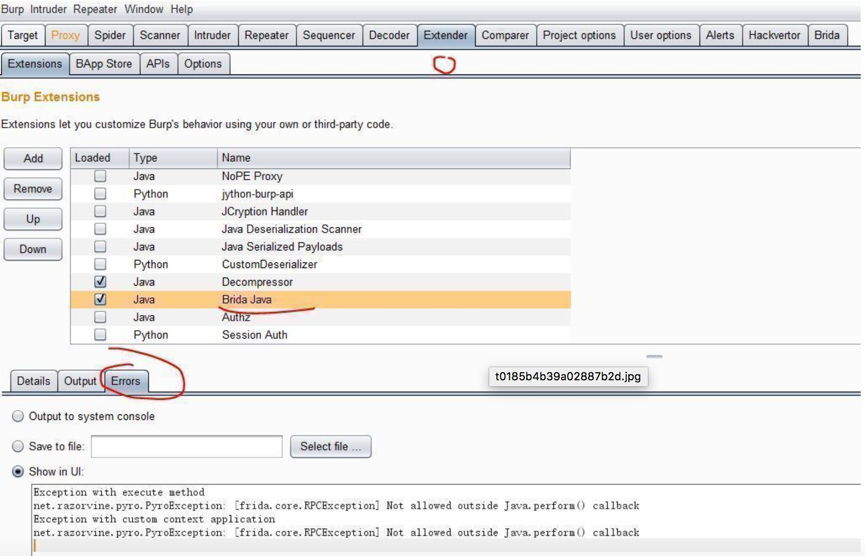 Burp Intruder Repeater Window Help
Target Proxy Spider Scanner Intruder Repeater Sequencer Decoder Extender Comparer Project options User options Alerts Hackvertor Brida
Extensions BApp Store APIs Options
Burp Extensions
Extensions let you customize Burp's behavior using your own or third-party code.
Add
Remove
Up
Down
Loaded Type Name
Java NoPE Proxy
Python jython-burp-api
Java JCryption Handler
Java Java Deserialization Scanner
Java Java Serialized Payloads
Python CustomDeserializer
Java Decompressor
Java Brida Java
Java Authz
Python Session Auth
Details Output Errors
t0185b4b39a02887b2d.jpg
Output to system console
Save to file: Select file ...
Show in UI:
Exception with execute method
net.razorvine.pyro.PyroException: [frida.core.RPCException] Not allowed outside Java.perform() callback
Exception with custom context application
net.razorvine.pyro.PyroException: [frida.core.RPCException] Not allowed outside Java.perform() callback